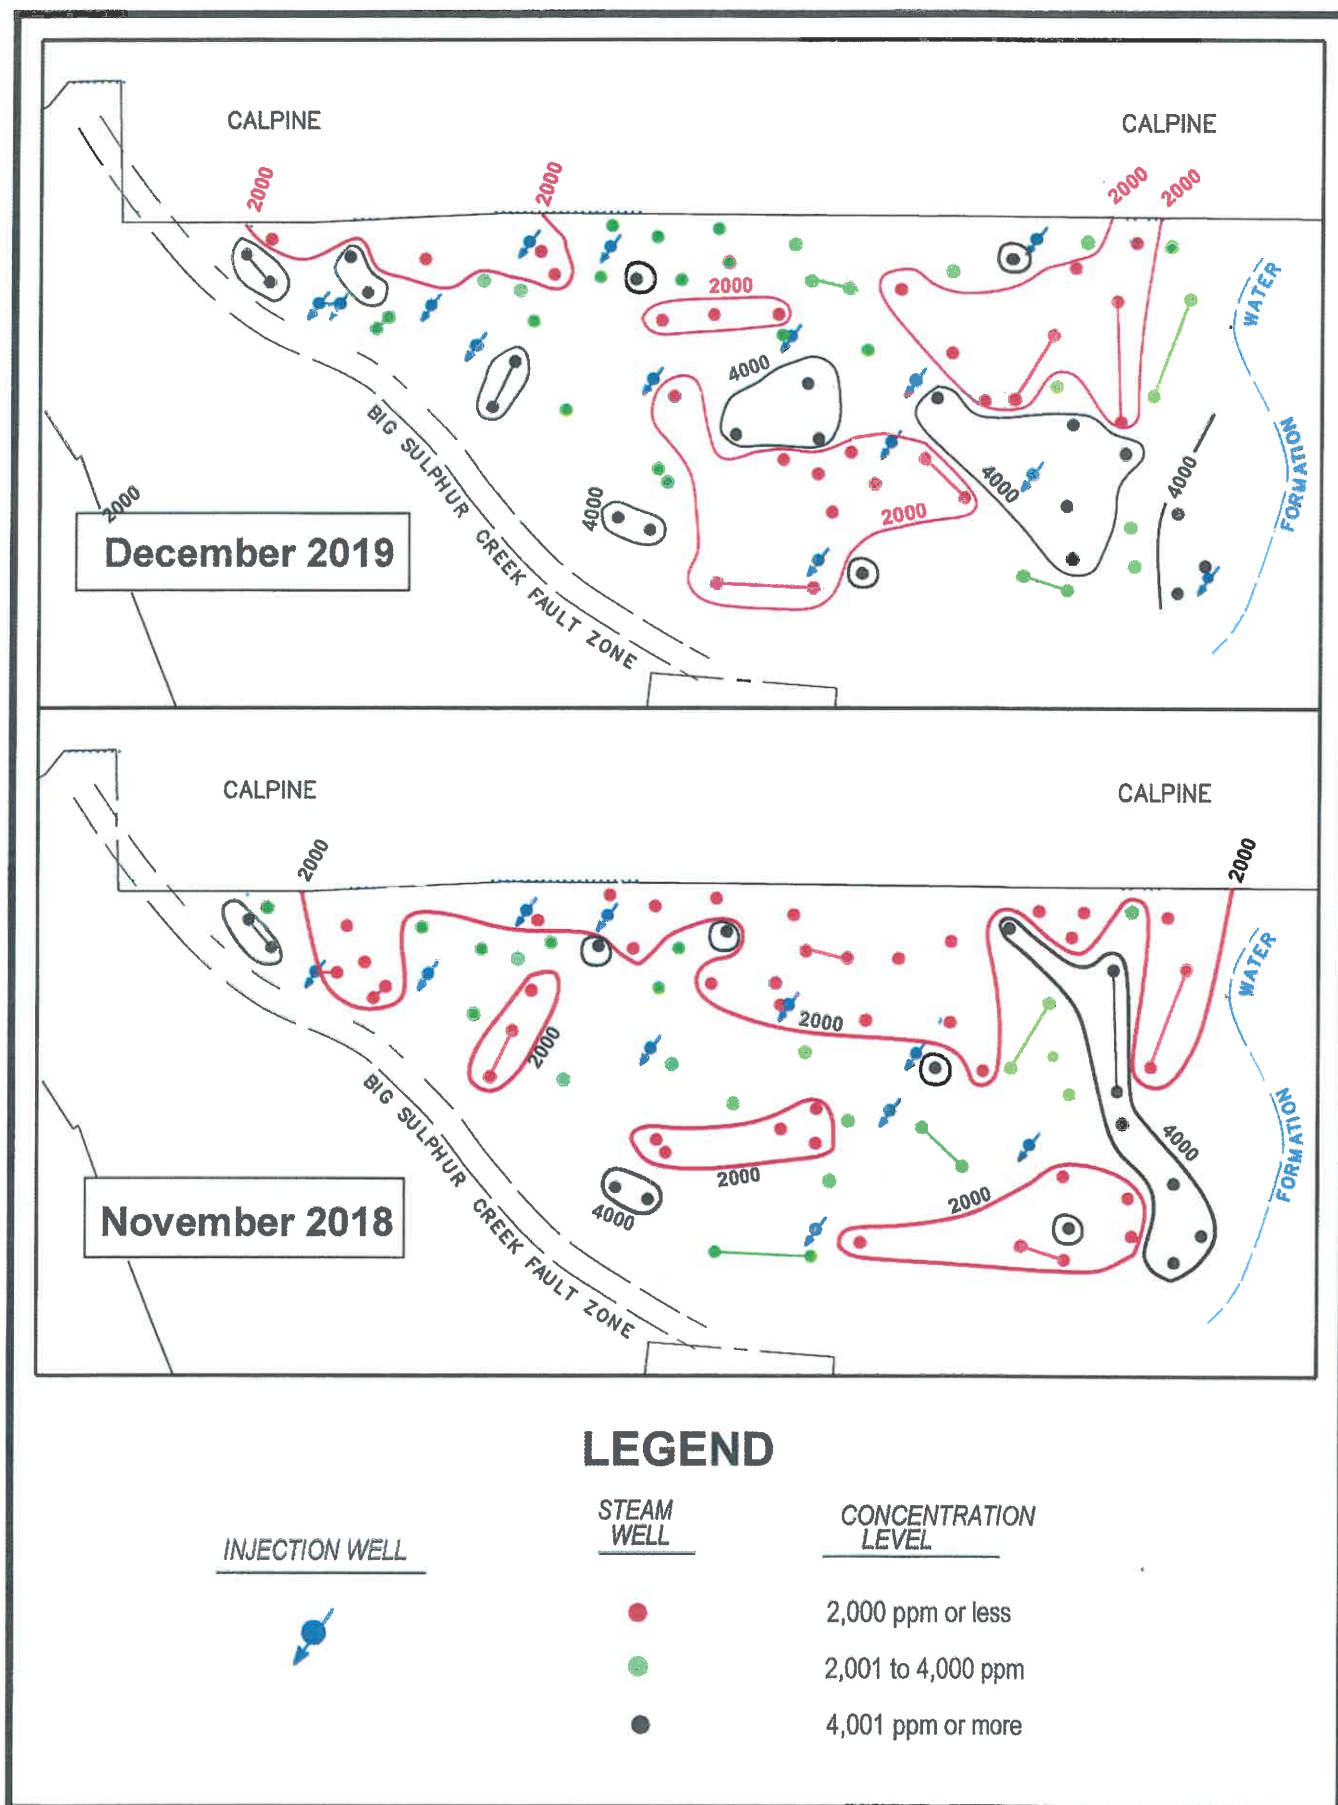 CALPINE
CALPINE
2000
2000
2000
2000
2000
4000
WATER
FORMATION
BIG SULPHUR CREEK FAULT ZONE
4000
4000
4000
2000
2000
December 2019
CALPINE
CALPINE
2000
2000
2000
2000
WATER
FORMATION
BIG SULPHUR CREEK FAULT ZONE
4000
2000
2000
4000
November 2018
LEGEND
INJECTION WELL
STEAM
WELL
CONCENTRATION
LEVEL
2,000 ppm or less
2,001 to 4,000 ppm
4,001 ppm or more